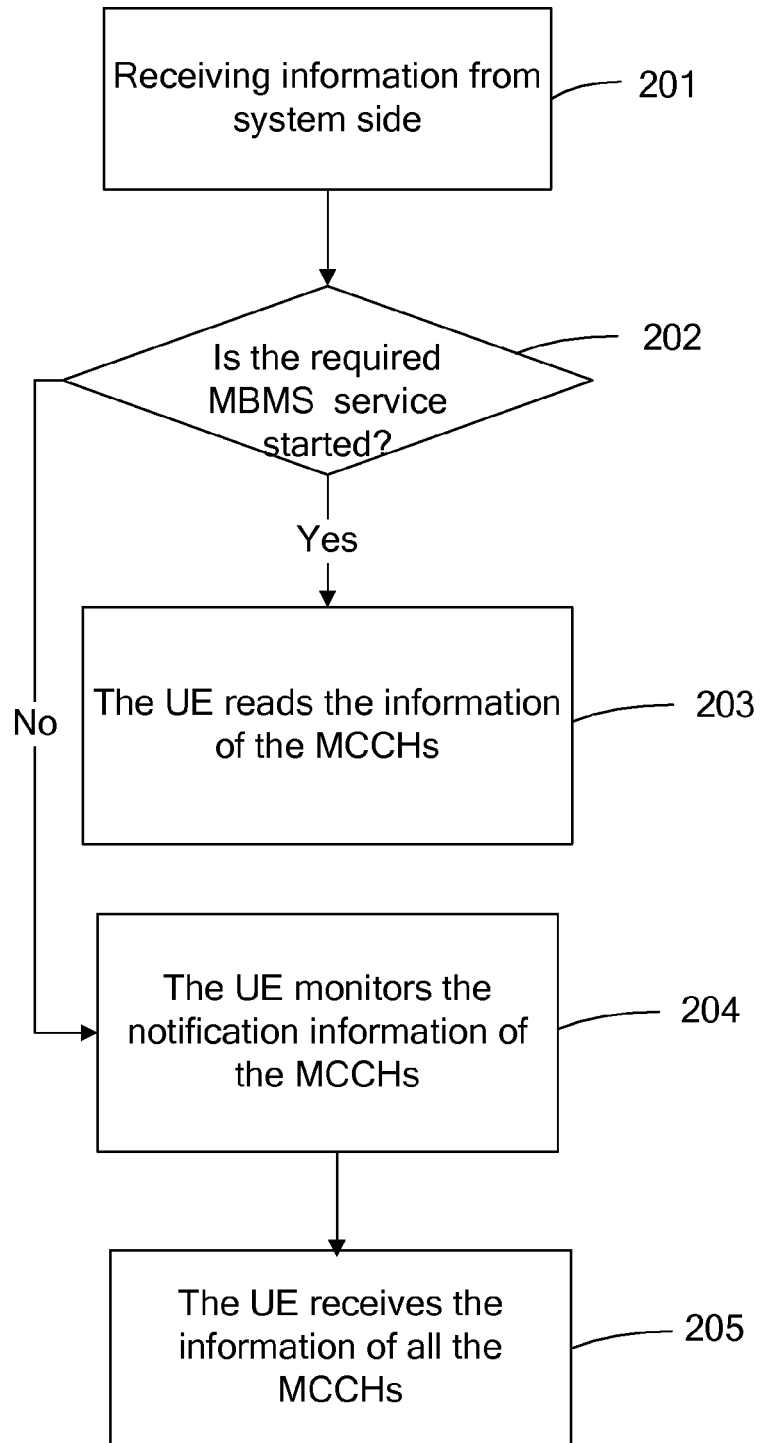 Receiving information from
system side
201
Is the required
MBMS service
started?
202
Yes
The UE reads the information
of the MCCHs
203
No
The UE monitors the
notification information of
the MCCHs
204
The UE receives the
information of all the
MCCHs
205